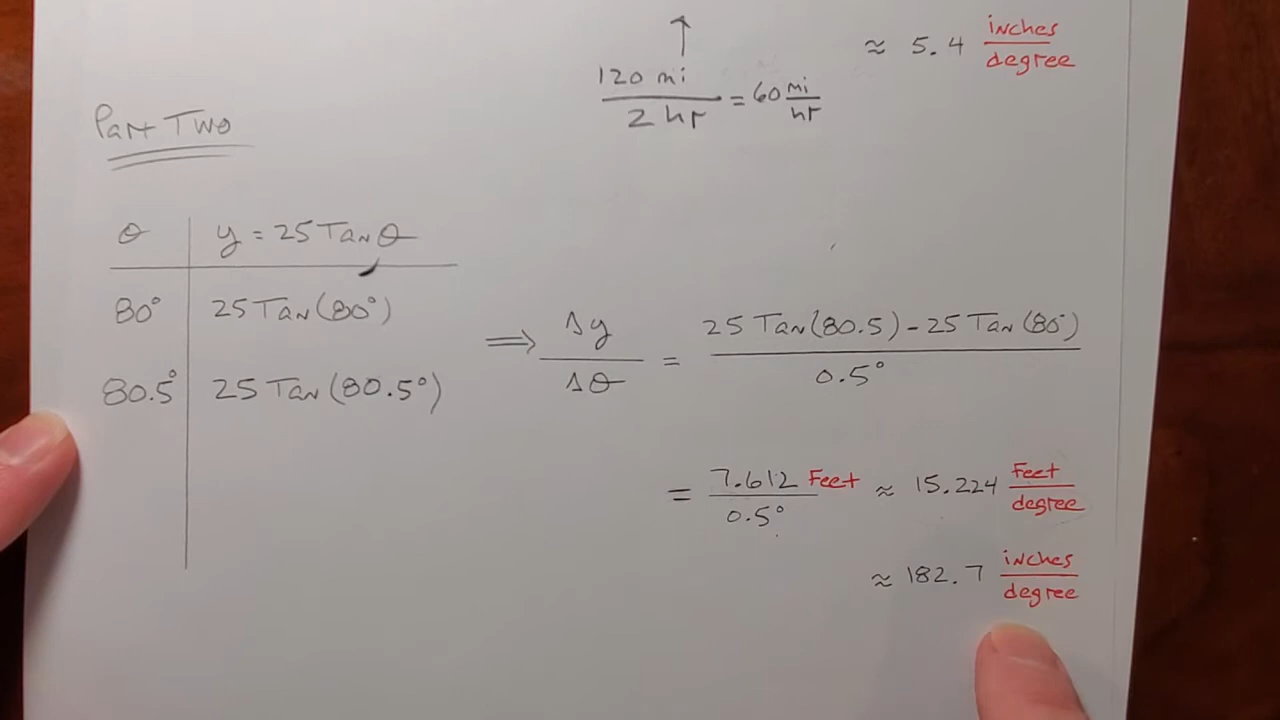 ≈ 5.4 inches/degree
120 mi / 2 hr = 60 mi/hr
Part Two
θ | y = 25 Tan θ
80° | 25 Tan(80°)
80.5° | 25 Tan(80.5°)
⟹ Δy/Δθ = 25 Tan(80.5) - 25 Tan(80°) / 0.5°
= 7.612 Feet / 0.5° ≈ 15.224 Feet/degree
≈ 182.7 inches/degree